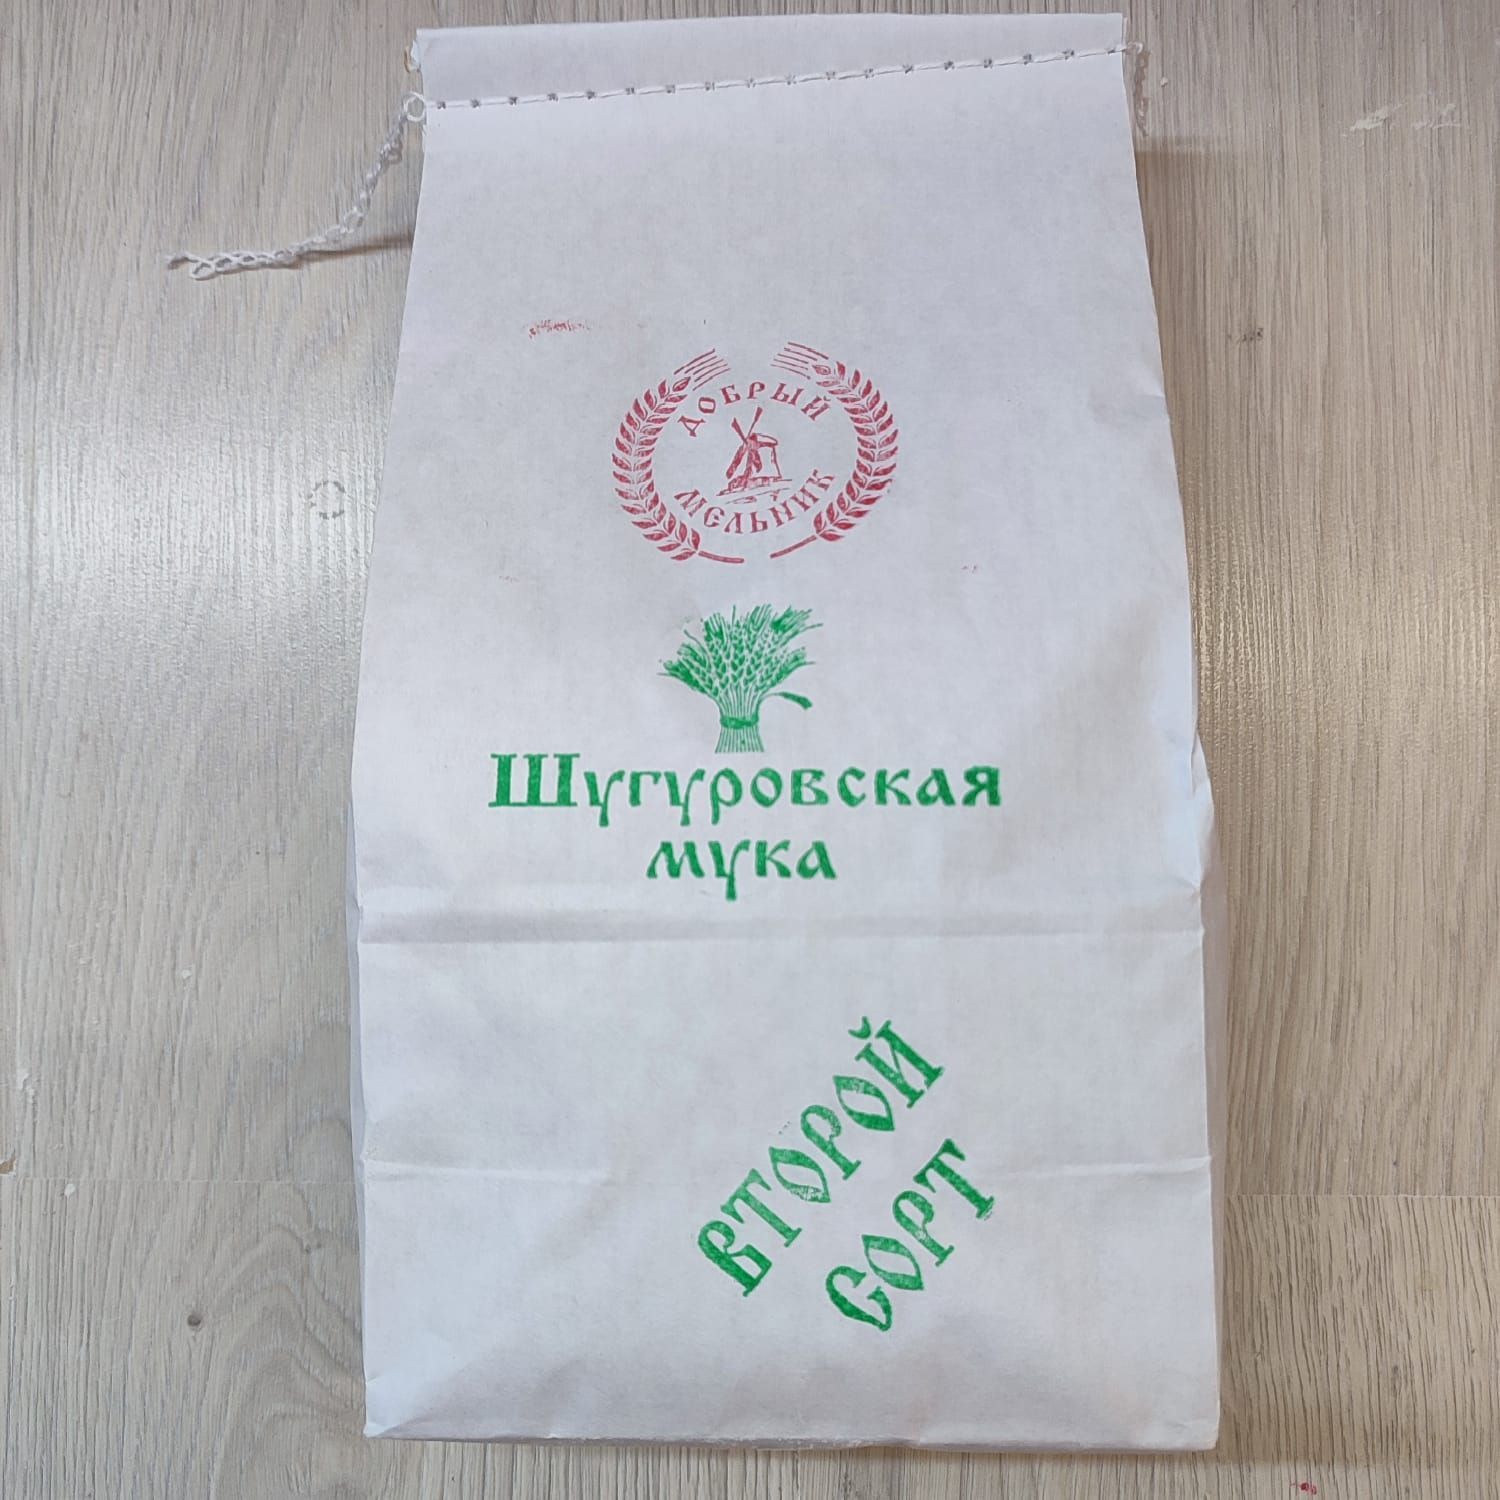 ДОБРЫЙ
МЕЛЬНИК
Шугуровская
мука
ВТОРОЙ
СОРТ